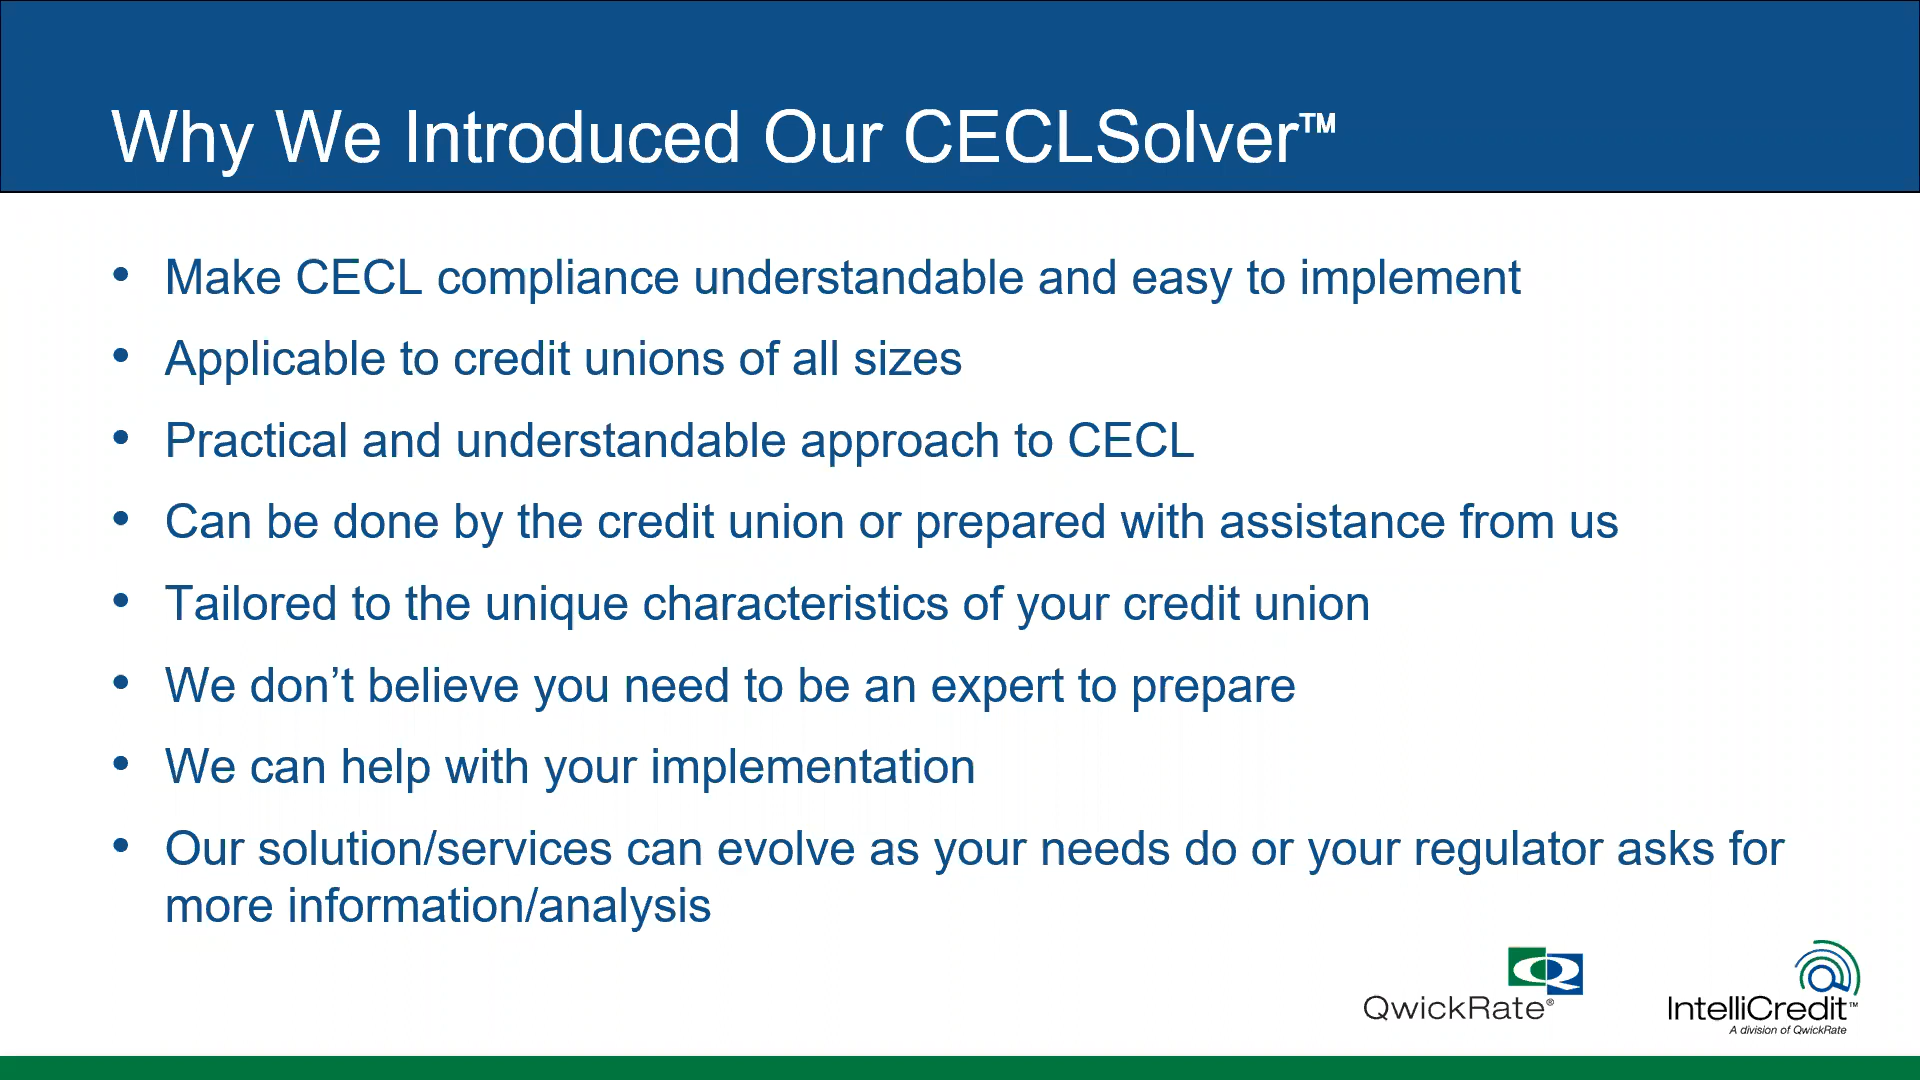 Why We Introduced Our CECLSolver™
• Make CECL compliance understandable and easy to implement
• Applicable to credit unions of all sizes
• Practical and understandable approach to CECL
• Can be done by the credit union or prepared with assistance from us
• Tailored to the unique characteristics of your credit union
• We don’t believe you need to be an expert to prepare
• We can help with your implementation
• Our solution/services can evolve as your needs do or your regulator asks for
more information/analysis
QwickRate®
IntelliCredit™
A division of QwickRate